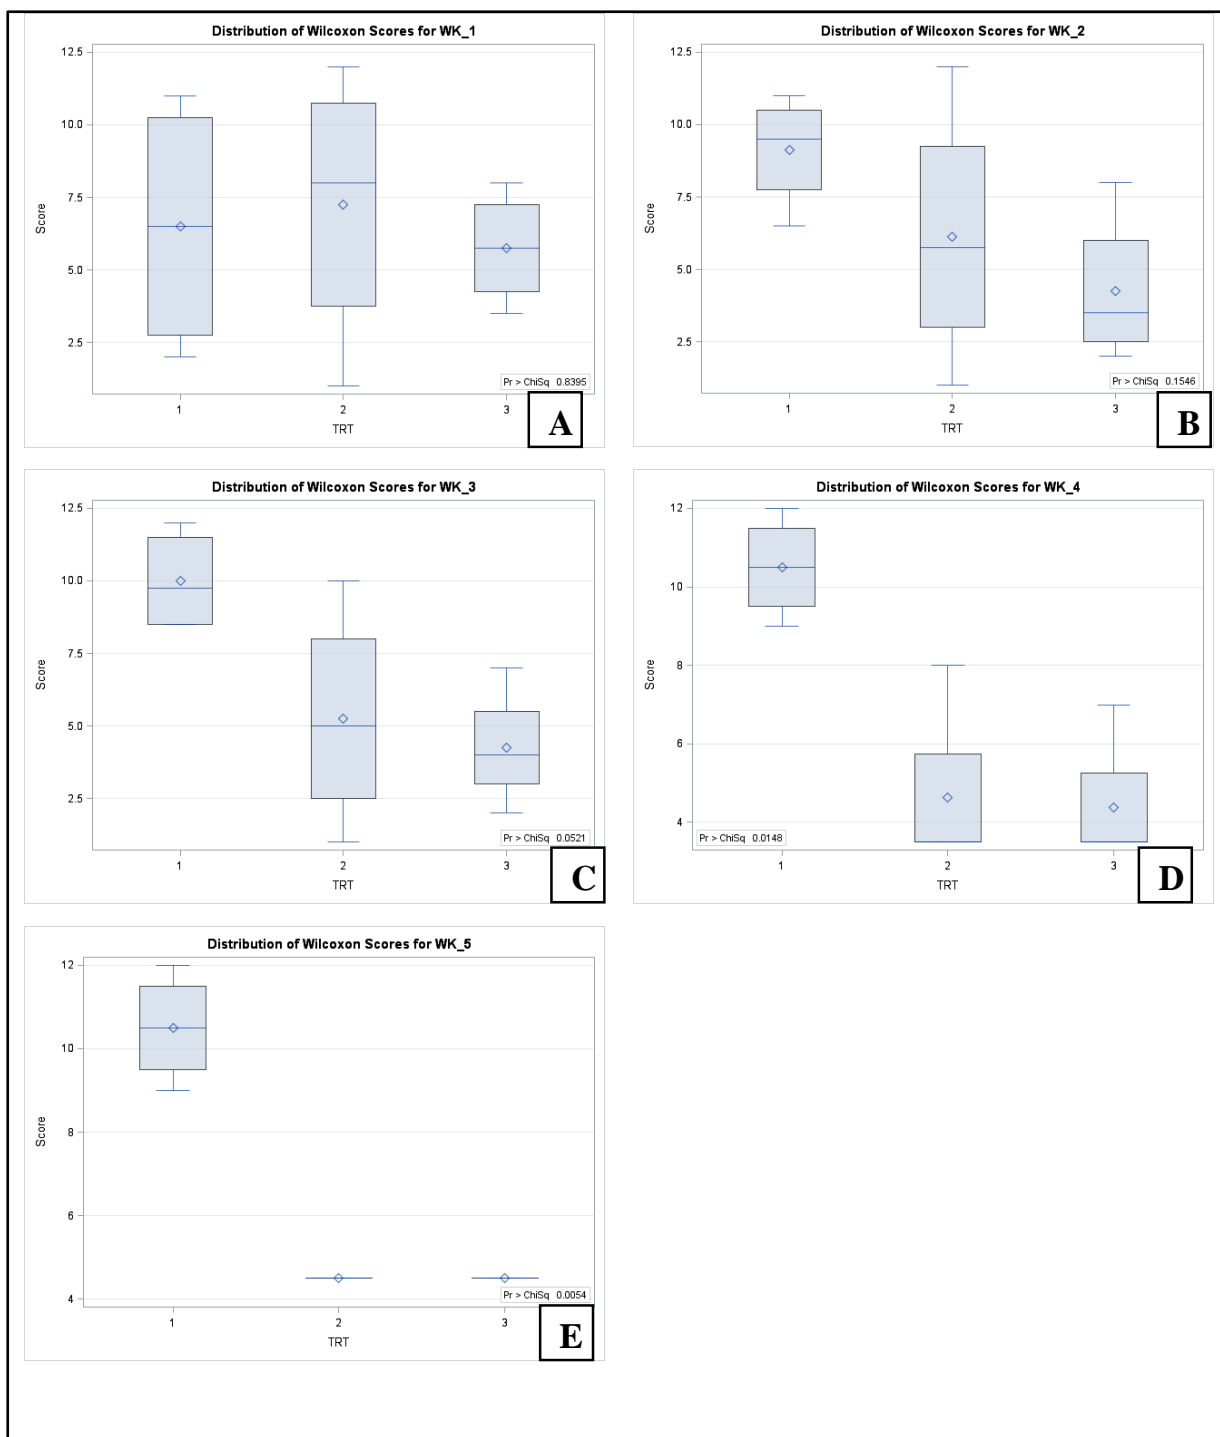 Distribution of Wilcoxon Scores for WK_1
12.5
10.0
7.5
5.0
2.5
Score
Pr > ChiSq 0.8395
1 2 3
TRT
A
Distribution of Wilcoxon Scores for WK_2
12.5
10.0
7.5
5.0
2.5
Score
Pr > ChiSq 0.1546
1 2 3
TRT
B
Distribution of Wilcoxon Scores for WK_3
12.5
10.0
7.5
5.0
2.5
Score
Pr > ChiSq 0.0521
1 2 3
TRT
C
Distribution of Wilcoxon Scores for WK_4
12
10
8
6
4
Score
Pr > ChiSq 0.0148
1 2 3
TRT
D
Distribution of Wilcoxon Scores for WK_5
12
10
8
6
4
Score
Pr > ChiSq 0.0054
1 2 3
TRT
E